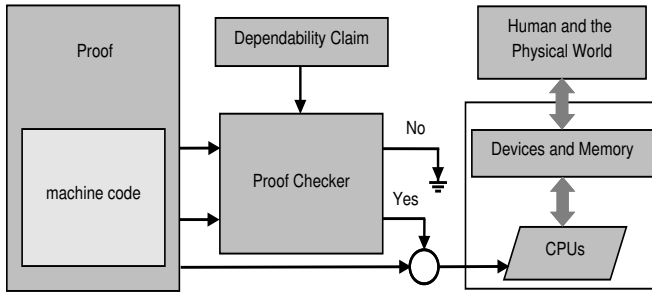 Proof
machine code
Dependability Claim
Proof Checker
No
Yes
Human and the
Physical World
Devices and Memory
CPUs